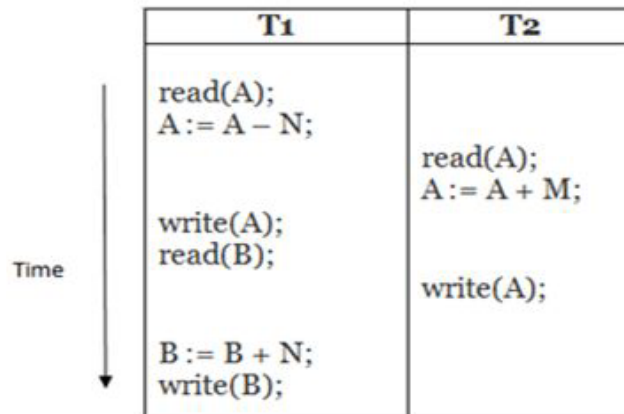 T1 T2
read(A);
A := A – N;
read(A);
A := A + M;
write(A);
read(B);
Time
write(A);
B := B + N;
write(B);